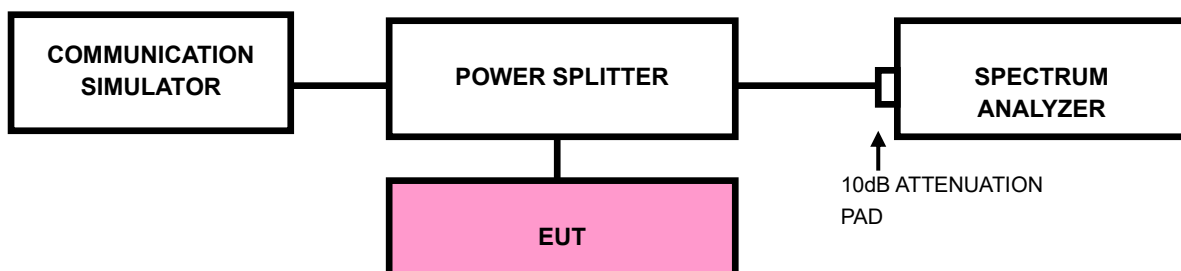 COMMUNICATION
SIMULATOR
POWER SPLITTER
SPECTRUM
ANALYZER
10dB ATTENUATION
PAD
EUT